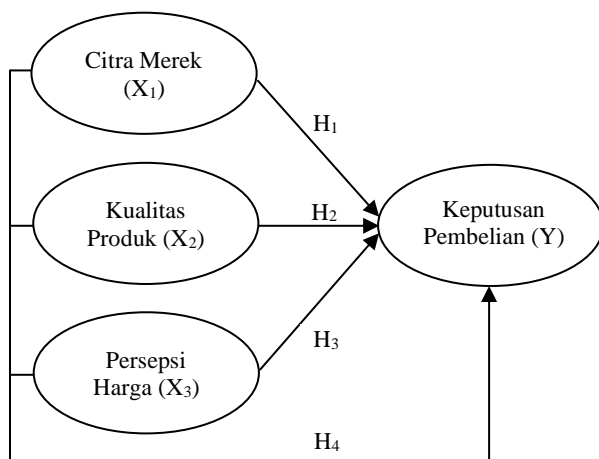 Citra Merek
(X₁)
H₁
Kualitas
Produk (X₂)
H₂
Keputusan
Pembelian (Y)
H₃
Persepsi
Harga (X₃)
H₄